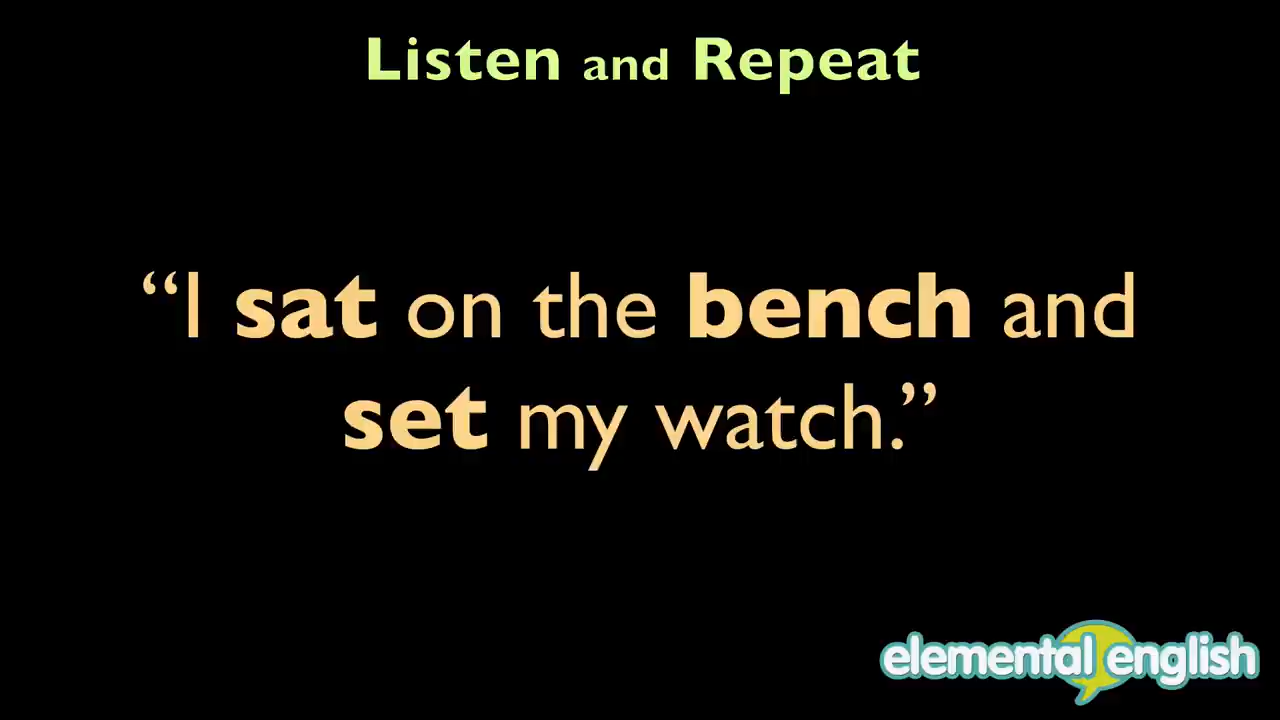 Listen and Repeat
“I sat on the bench and
set my watch.”
elemental english